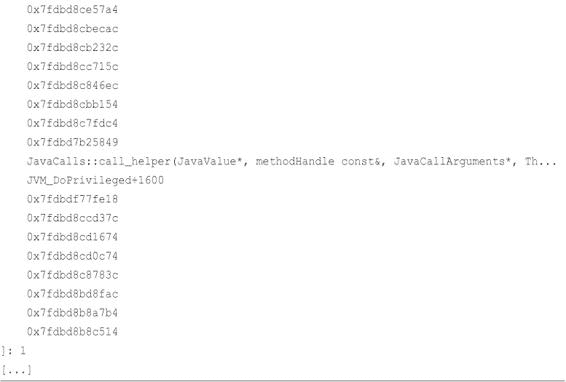 0x7fdbd8ce57a4
0x7fdbd8cbecac
0x7fdbd8cb232c
0x7fdbd8cc715c
0x7fdbd8c846ec
0x7fdbd8cbb154
0x7fdbd8c7fdc4
0x7fdbd7b25849
JavaCalls::call_helper(JavaValue*, methodHandle const&, JavaCallArguments*, Th...
JVM_DoPrivileged+1600
0x7fdbdf77fe18
0x7fdbd8ccd37c
0x7fdbd8cd1674
0x7fdbd8cd0c74
0x7fdbd8c8783c
0x7fdbd8bd8fac
0x7fdbd8b8a7b4
0x7fdbd8b8c514
]: 1
[...]